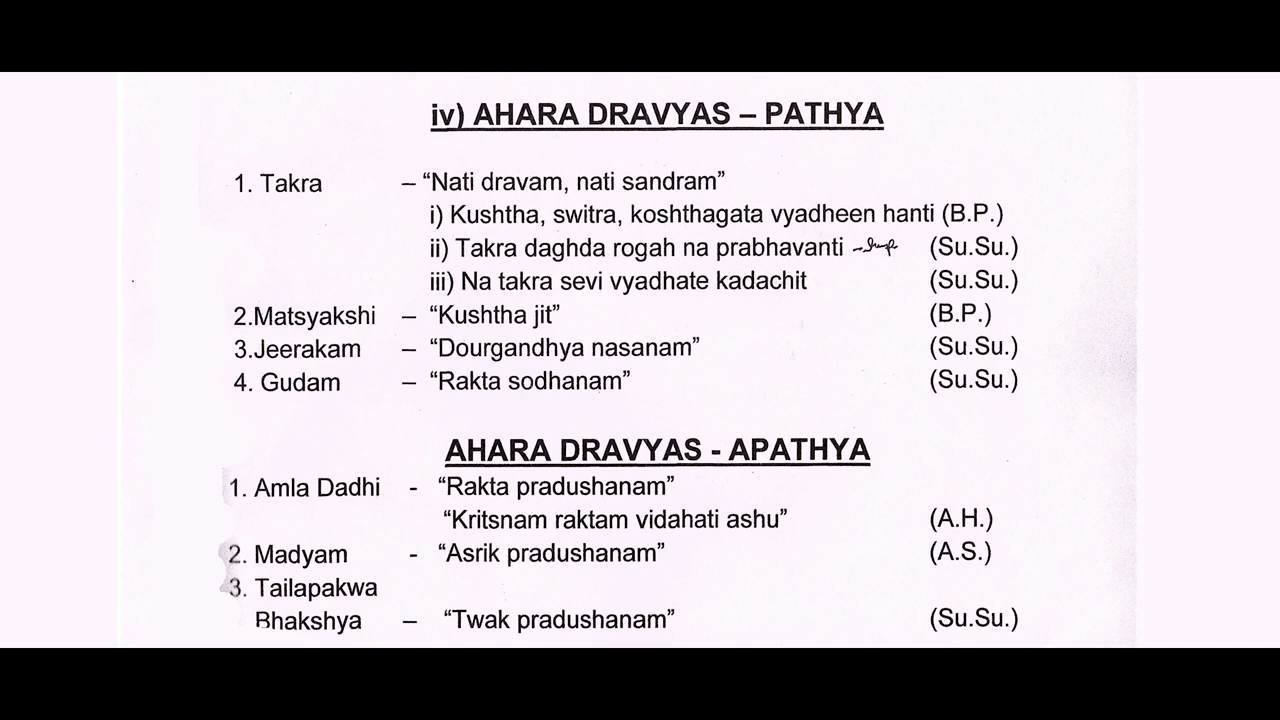 iv) AHARA DRAVYAS – PATHYA
1. Takra – “Nati dravam, nati sandram”
i) Kushtha, switra, koshthagata vyadheen hanti (B.P.)
ii) Takra daghda rogah na prabhavanti (Su.Su.)
iii) Na takra sevi vyadhate kadachit (Su.Su.)
2.Matsyakshi – “Kushtha jit” (B.P.)
3.Jeerakam – “Dourgandhya nasanam” (Su.Su.)
4. Gudam – “Rakta sodhanam” (Su.Su.)
AHARA DRAVYAS - APATHYA
1. Amla Dadhi - “Rakta pradushanam”
“Kritsnam raktam vidahati ashu” (A.H.)
2. Madyam - “Asrik pradushanam” (A.S.)
3. Tailapakwa
Bhakshya – “Twak pradushanam” (Su.Su.)